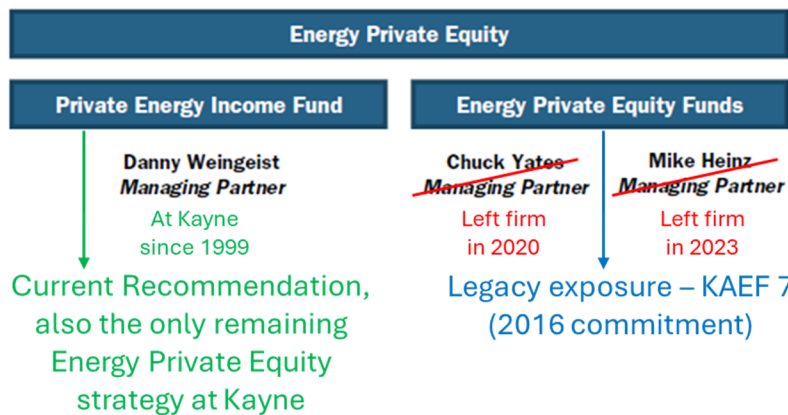 Energy Private Equity
Private Energy Income Fund
Energy Private Equity Funds
Danny Weingeist
Managing Partner
At Kayne
since 1999
Chuck Yates
Managing Partner
Left firm
in 2020
Mike Heinz
Managing Partner
Left firm
in 2023
Current Recommendation,
also the only remaining
Energy Private Equity
strategy at Kayne
Legacy exposure – KAEF 7
(2016 commitment)